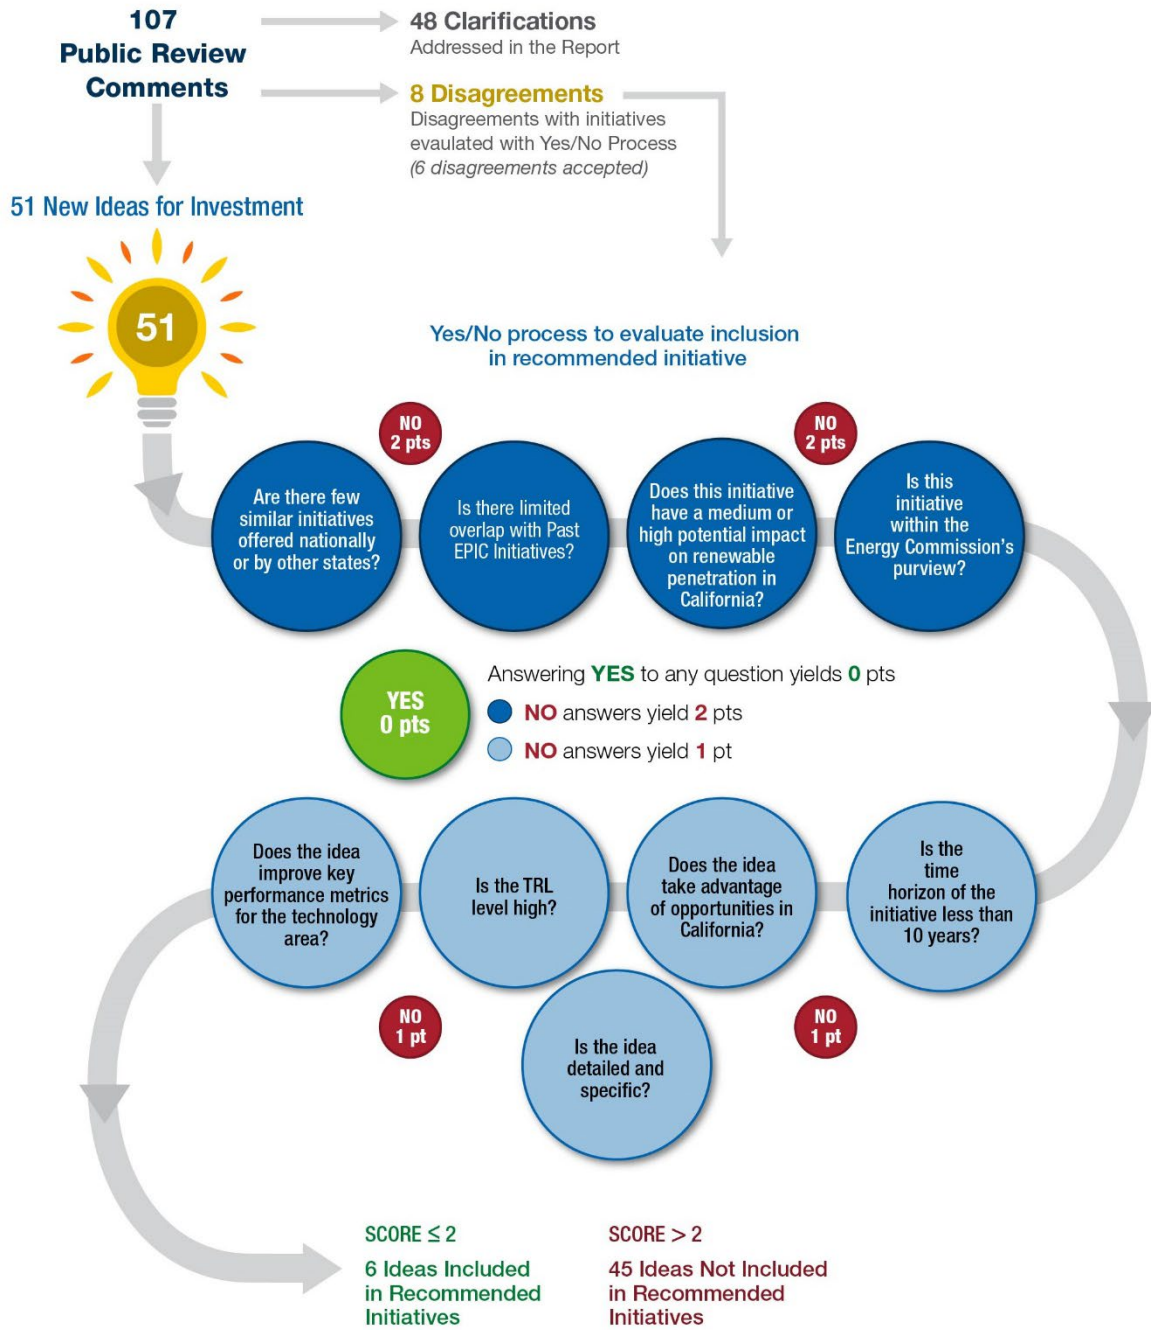 107
Public Review
Comments
48 Clarifications
Addressed in the Report
8 Disagreements
Disagreements with initiatives
evaulated with Yes/No Process
(6 disagreements accepted)
51 New Ideas for Investment
51
Yes/No process to evaluate inclusion
in recommended initiative
NO
2 pts
NO
2 pts
Are there few
similar initiatives
offered nationally
or by other states?
Is there limited
overlap with Past
EPIC Initiatives?
Does this initiative
have a medium or
high potential impact
on renewable
penetration in
California?
Is this
initiative
within the
Energy Commission's
purview?
YES
0 pts
Answering YES to any question yields 0 pts
NO answers yield 2 pts
NO answers yield 1 pt
Does the idea
improve key
performance metrics
for the technology
area?
Is the TRL
level high?
Does the idea
take advantage
of opportunities in
California?
Is the
time
horizon of the
initiative less than
10 years?
NO
1 pt
NO
1 pt
Is the idea
detailed and
specific?
SCORE ≤ 2
6 Ideas Included
in Recommended
Initiatives
SCORE > 2
45 Ideas Not Included
in Recommended
Initiatives